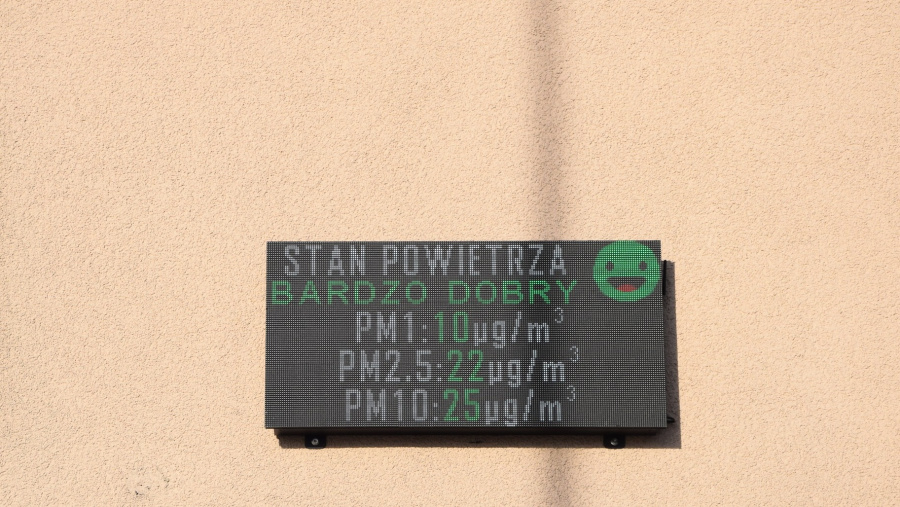 STAN POWIETRZA
BARDZO DOBRY
PM1:10µg/m³
PM2.5:22µg/m³
PM10:25µg/m³